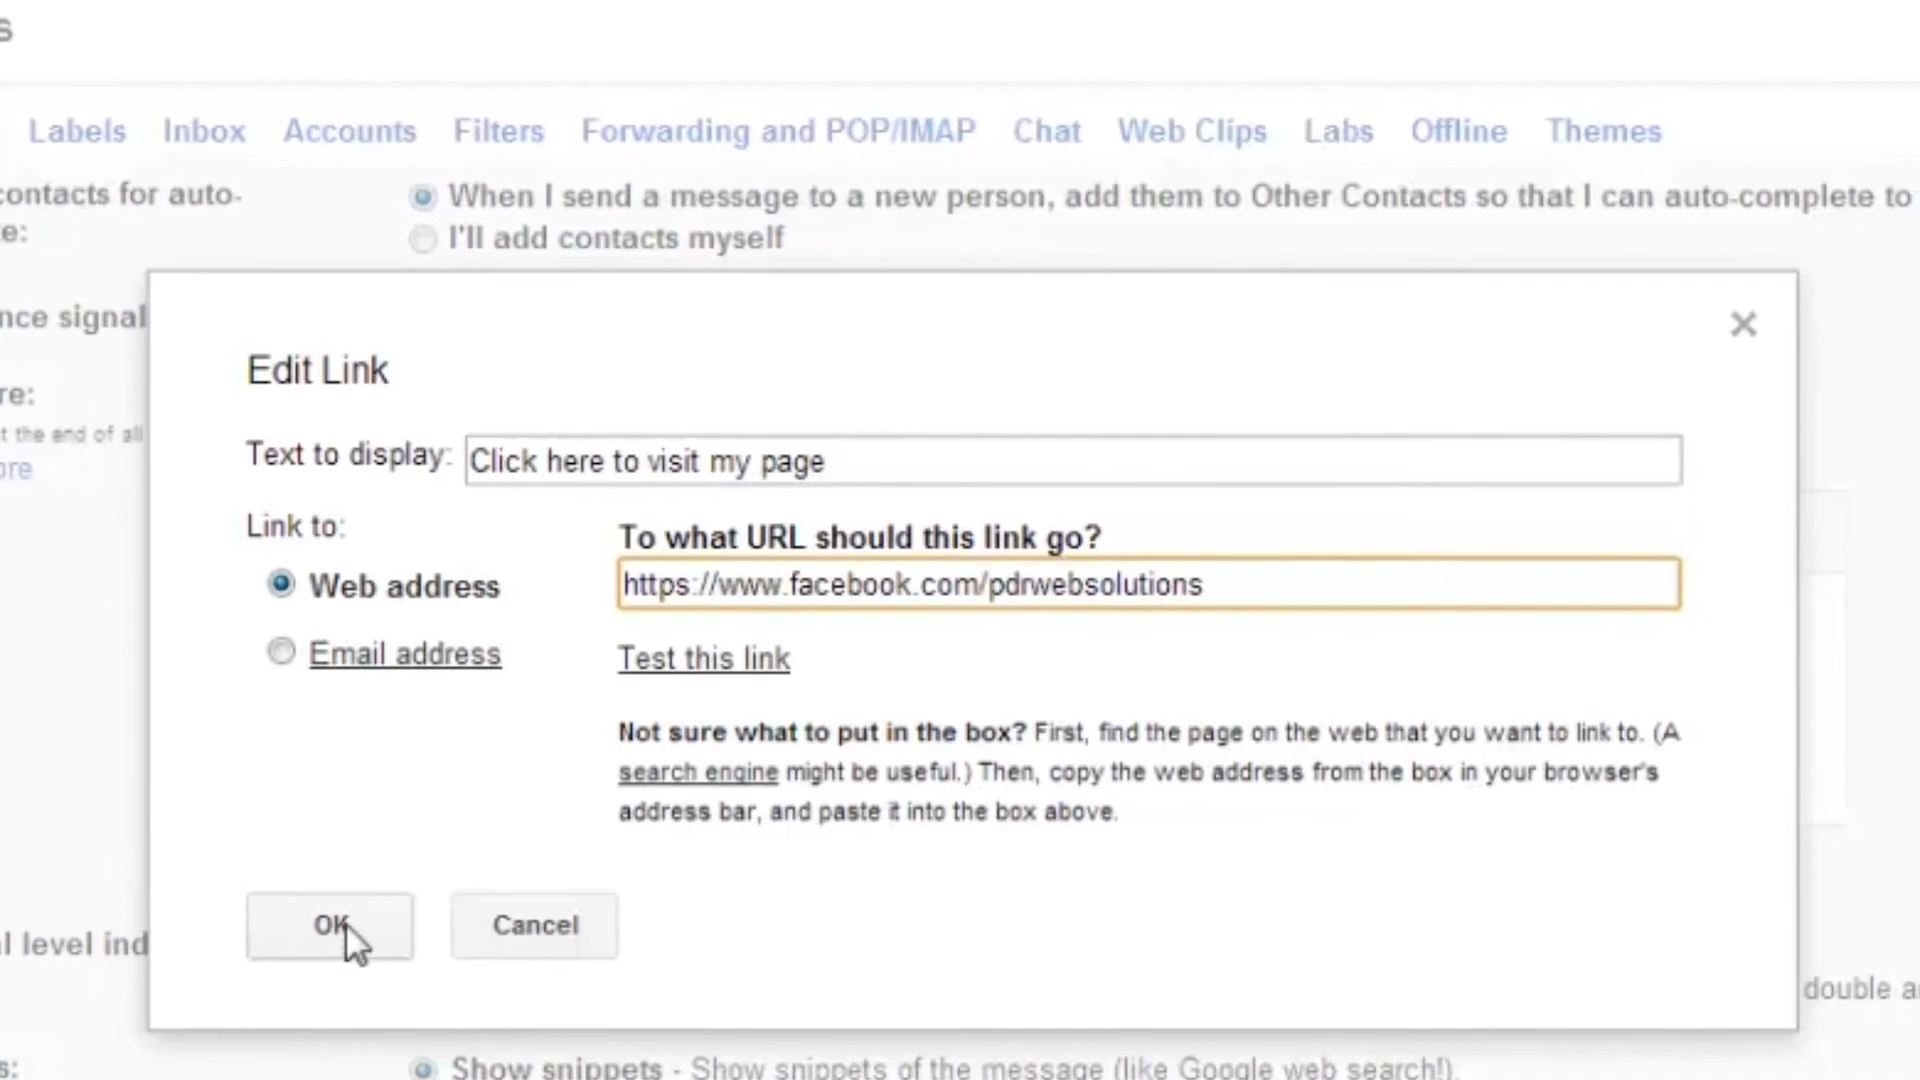 s
Labels Inbox Accounts Filters Forwarding and POP/IMAP Chat Web Clips Labs Offline Themes
contacts for auto-
e:
When I send a message to a new person, add them to Other Contacts so that I can auto-complete to
I'll add contacts myself
nce signal
re:
t the end of all
ore
Edit Link
Text to display: Click here to visit my page
Link to:
To what URL should this link go?
Web address https://www.facebook.com/pdrwebsolutions
Email address Test this link
Not sure what to put in the box? First, find the page on the web that you want to link to. (A
search engine might be useful.) Then, copy the web address from the box in your browser's
address bar, and paste it into the box above.
OK Cancel
l level ind
double a
s:
Show snippets - Show snippets of the message (like Google web search!).